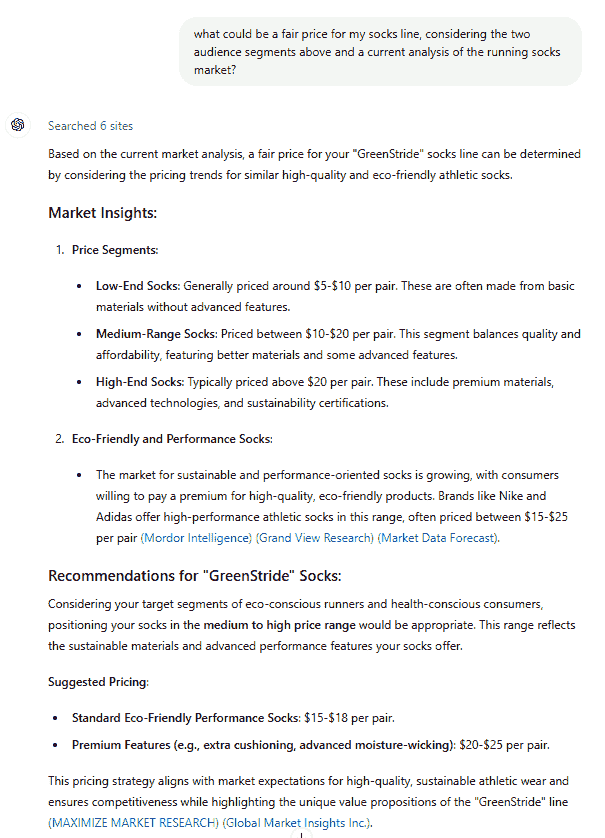 what could be a fair price for my socks line, considering the two
audience segments above and a current analysis of the running socks
market?
Searched 6 sites
Based on the current market analysis, a fair price for your "GreenStride" socks line can be determined
by considering the pricing trends for similar high-quality and eco-friendly athletic socks.
Market Insights:
1. Price Segments:
• Low-End Socks: Generally priced around $5-$10 per pair. These are often made from basic
materials without advanced features.
• Medium-Range Socks: Priced between $10-$20 per pair. This segment balances quality and
affordability, featuring better materials and some advanced features.
• High-End Socks: Typically priced above $20 per pair. These include premium materials,
advanced technologies, and sustainability certifications.
2. Eco-Friendly and Performance Socks:
• The market for sustainable and performance-oriented socks is growing, with consumers
willing to pay a premium for high-quality, eco-friendly products. Brands like Nike and
Adidas offer high-performance athletic socks in this range, often priced between $15-$25
per pair (Mordor Intelligence) (Grand View Research) (Market Data Forecast).
Recommendations for "GreenStride" Socks:
Considering your target segments of eco-conscious runners and health-conscious consumers,
positioning your socks in the medium to high price range would be appropriate. This range reflects
the sustainable materials and advanced performance features your socks offer.
Suggested Pricing:
• Standard Eco-Friendly Performance Socks: $15-$18 per pair.
• Premium Features (e.g., extra cushioning, advanced moisture-wicking): $20-$25 per pair.
This pricing strategy aligns with market expectations for high-quality, sustainable athletic wear and
ensures competitiveness while highlighting the unique value propositions of the "GreenStride" line
(MAXIMIZE MARKET RESEARCH) (Global Market Insights Inc.).